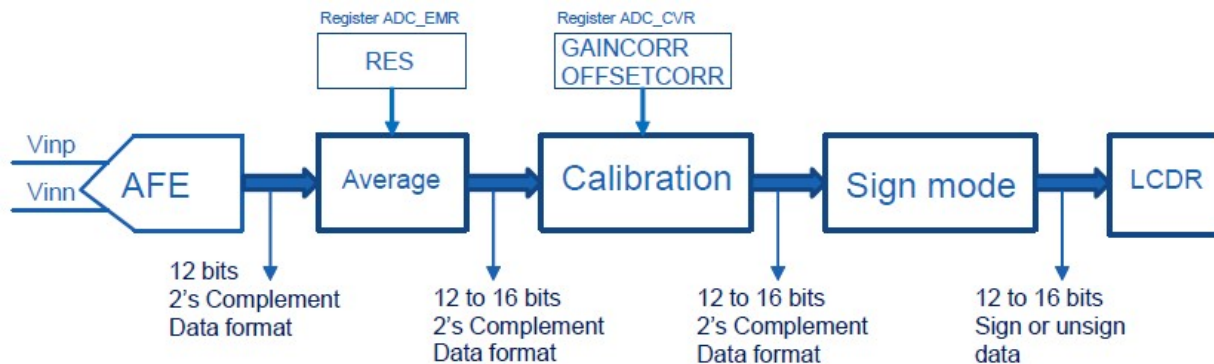 Register ADC_EMR
RES
Register ADC_CVR
GAINCORR
OFFSETCORR
Vinp
Vinn
AFE
Average
Calibration
Sign mode
LCDR
12 bits
2's Complement
Data format
12 to 16 bits
2's Complement
Data format
12 to 16 bits
2's Complement
Data format
12 to 16 bits
Sign or unsign
data